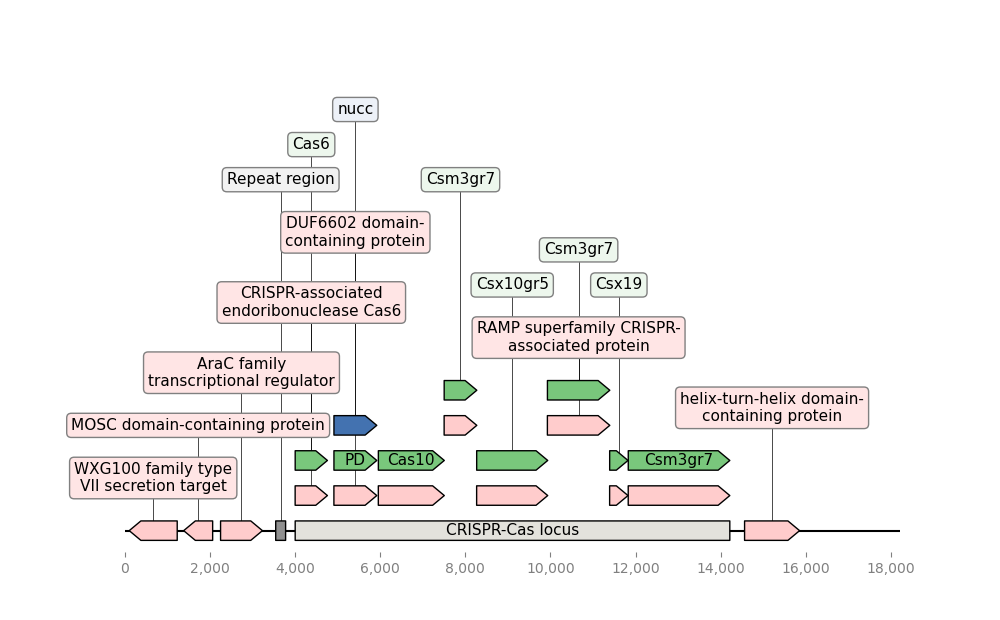 nucc
Cas6
Repeat region
Csm3gr7
DUF6602 domain-
containing protein
Csm3gr7
Csx10gr5
Csx19
CRISPR-associated
endoribonuclease Cas6
RAMP superfamily CRISPR-
associated protein
AraC family
transcriptional regulator
helix-turn-helix domain-
containing protein
MOSC domain-containing protein
PD
Cas10
Csm3gr7
WXG100 family type
VII secretion target
CRISPR-Cas locus
0 2,000 4,000 6,000 8,000 10,000 12,000 14,000 16,000 18,000